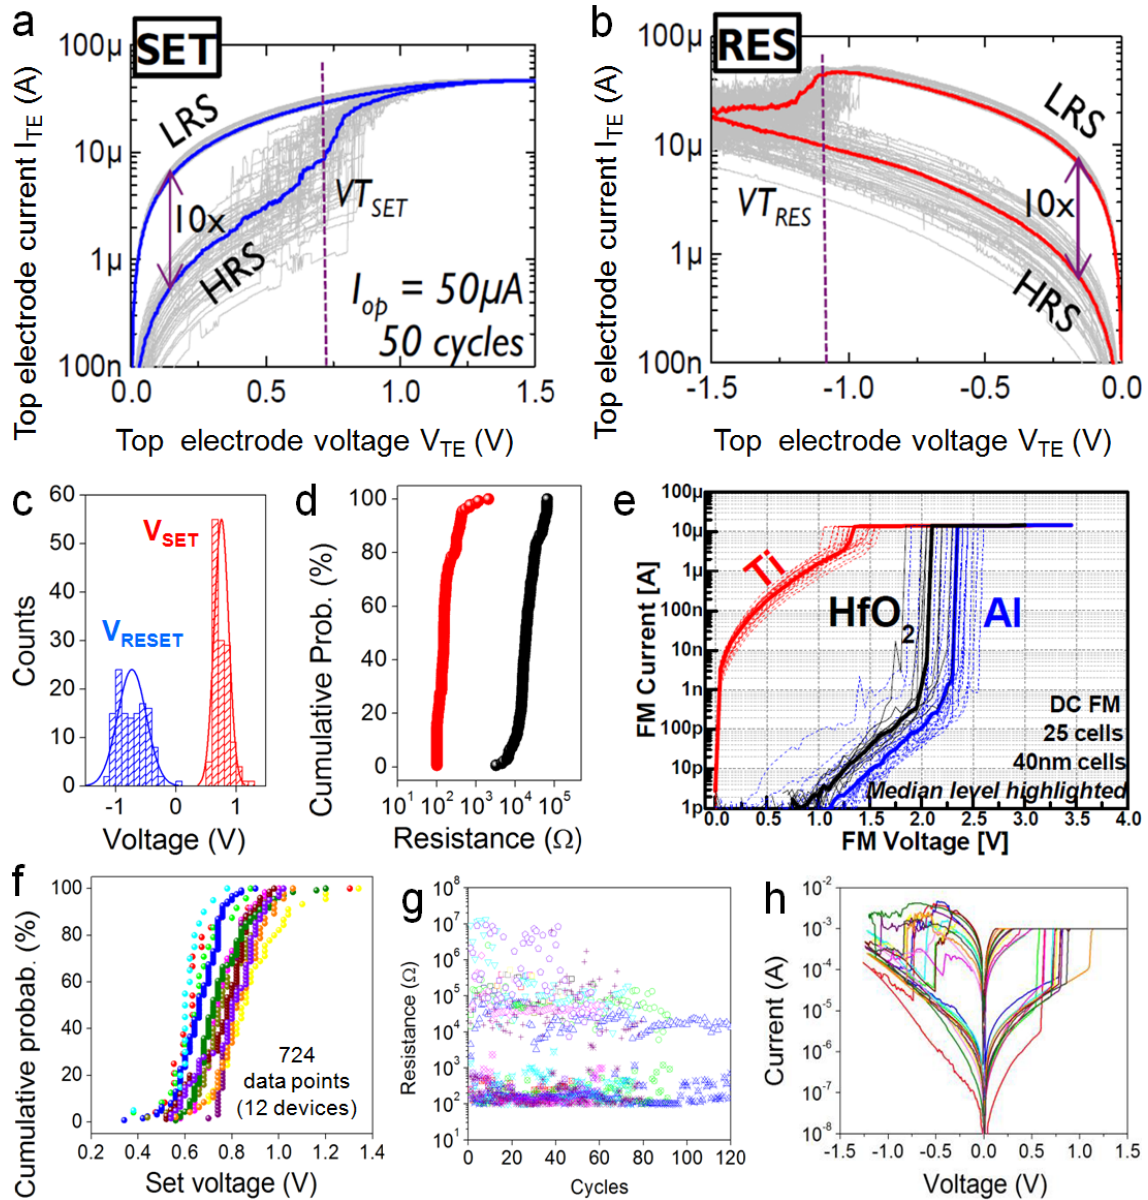 a
SET
Top electrode current I_TE (A)
100μ
10μ
1μ
100n
LRS
10x
HRS
VT_SET
I_op = 50μA
50 cycles
0.0 0.5 1.0 1.5
Top electrode voltage V_TE (V)
b
RES
Top electrode current I_TE (A)
100μ
10μ
1μ
100n
LRS
10x
HRS
VT_RES
-1.5 -1.0 -0.5 0.0
Top electrode voltage V_TE (V)
c
Counts
60
50
40
30
20
10
0
V_SET
V_RESET
-1 0 1
Voltage (V)
d
Cumulative Prob. (%)
100
80
60
40
20
0
10^1 10^2 10^3 10^4 10^5
Resistance (Ω)
e
FM Current [A]
100μ
10μ
1μ
100n
10n
1n
100p
10p
1p
Ti
HfO_2
Al
DC FM
25 cells
40nm cells
Median level highlighted
0.0 0.5 1.0 1.5 2.0 2.5 3.0 3.5 4.0
FM Voltage [V]
f
Cumulative probab. (%)
100
80
60
40
20
0
724
data points
(12 devices)
0.2 0.4 0.6 0.8 1.0 1.2 1.4
Set voltage (V)
g
Resistance (Ω)
10^8
10^7
10^6
10^5
10^4
10^3
10^2
10^1
0 20 40 60 80 100 120
Cycles
h
Current (A)
10^-2
10^-3
10^-4
10^-5
10^-6
10^-7
10^-8
-1.5 -1.0 -0.5 0.0 0.5 1.0 1.5
Voltage (V)